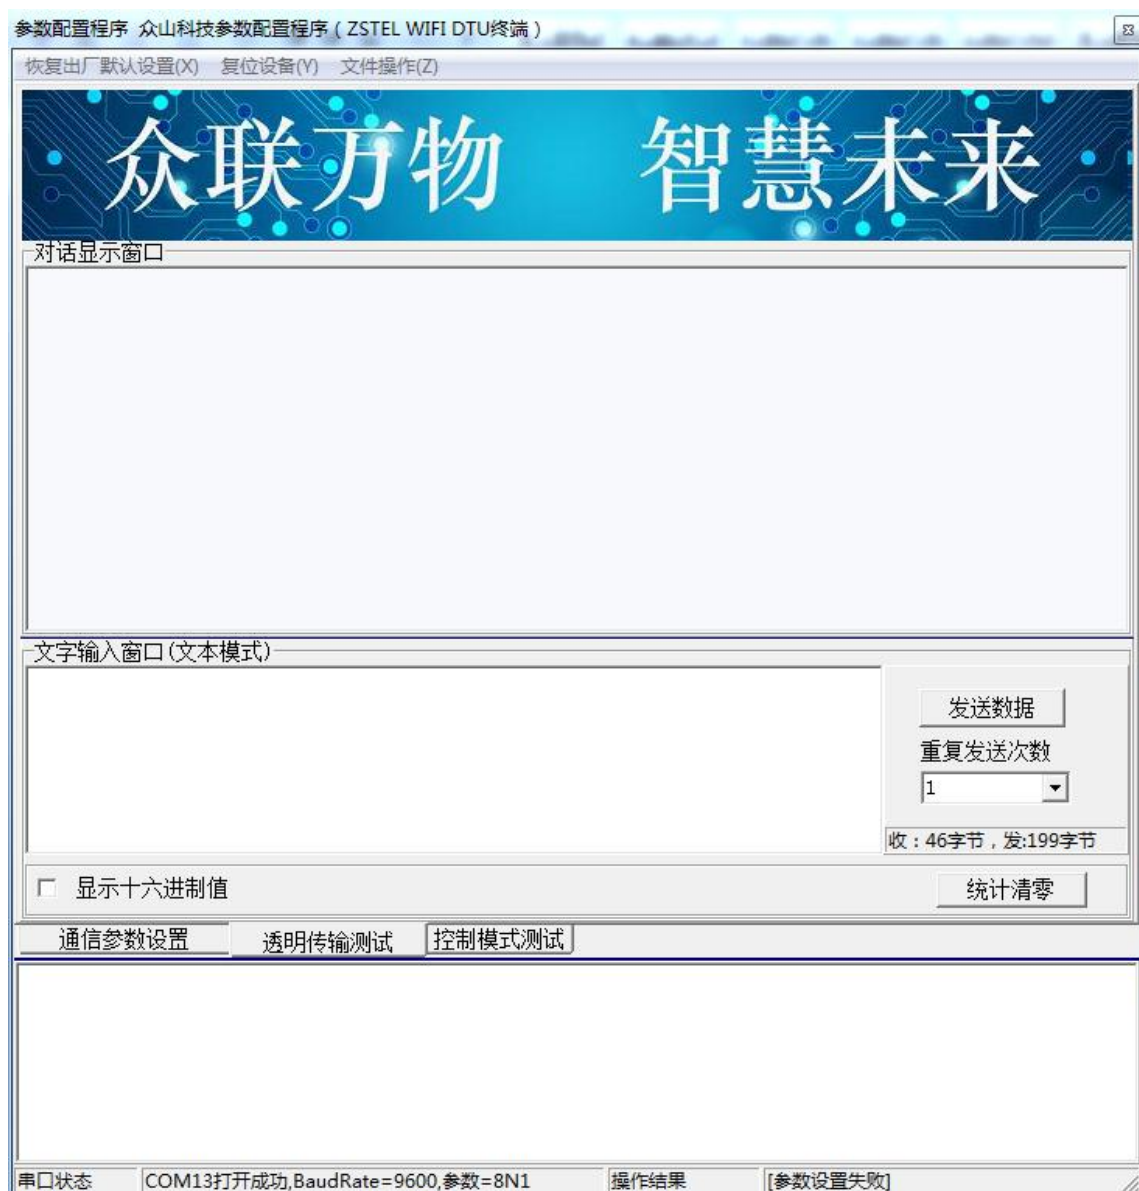 参数配置程序 众山科技参数配置程序 ( ZSTEL WIFI DTU终端 )
恢复出厂默认设置(X) 复位设备(Y) 文件操作(Z)
众联万物 智慧未来
对话显示窗口
文字输入窗口(文本模式)
发送数据
重复发送次数
1
收：46字节，发:199字节
显示十六进制值 统计清零
通信参数设置 透明传输测试 控制模式测试
串口状态 COM13打开成功,BaudRate=9600,参数=8N1 操作结果 [参数设置失败]